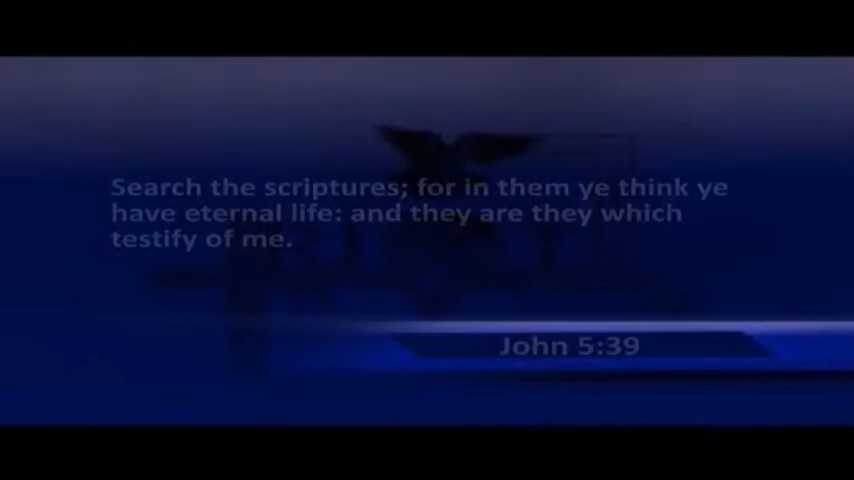 Search the scriptures; for in them ye think ye
have eternal life: and they are they which
testify of me.
John 5:39